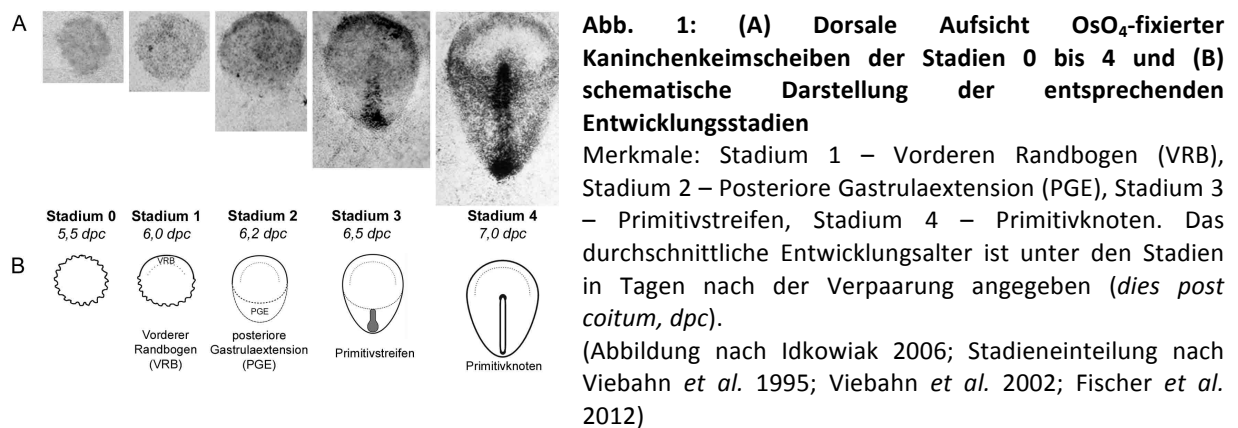 A
Stadium 0
5,5 dpc
Stadium 1
6,0 dpc
Stadium 2
6,2 dpc
Stadium 3
6,5 dpc
Stadium 4
7,0 dpc
B
VRB
PGE
Vorderer
Randbogen
(VRB)
posteriore
Gastrulaextension
(PGE)
Primitivstreifen
Primitivknoten
Abb. 1: (A) Dorsale Aufsicht OsO₄-fixierter
Kaninchenkeimscheiben der Stadien 0 bis 4 und (B)
schematische Darstellung der entsprechenden
Entwicklungsstadien
Merkmale: Stadium 1 – Vorderen Randbogen (VRB),
Stadium 2 – Posteriore Gastrulaextension (PGE), Stadium 3
– Primitivstreifen, Stadium 4 – Primitivknoten. Das
durchschnittliche Entwicklungsalter ist unter den Stadien
in Tagen nach der Verpaarung angegeben (dies post
coitum, dpc).
(Abbildung nach Idkowiak 2006; Stadieneinteilung nach
Viebahn et al. 1995; Viebahn et al. 2002; Fischer et al.
2012)